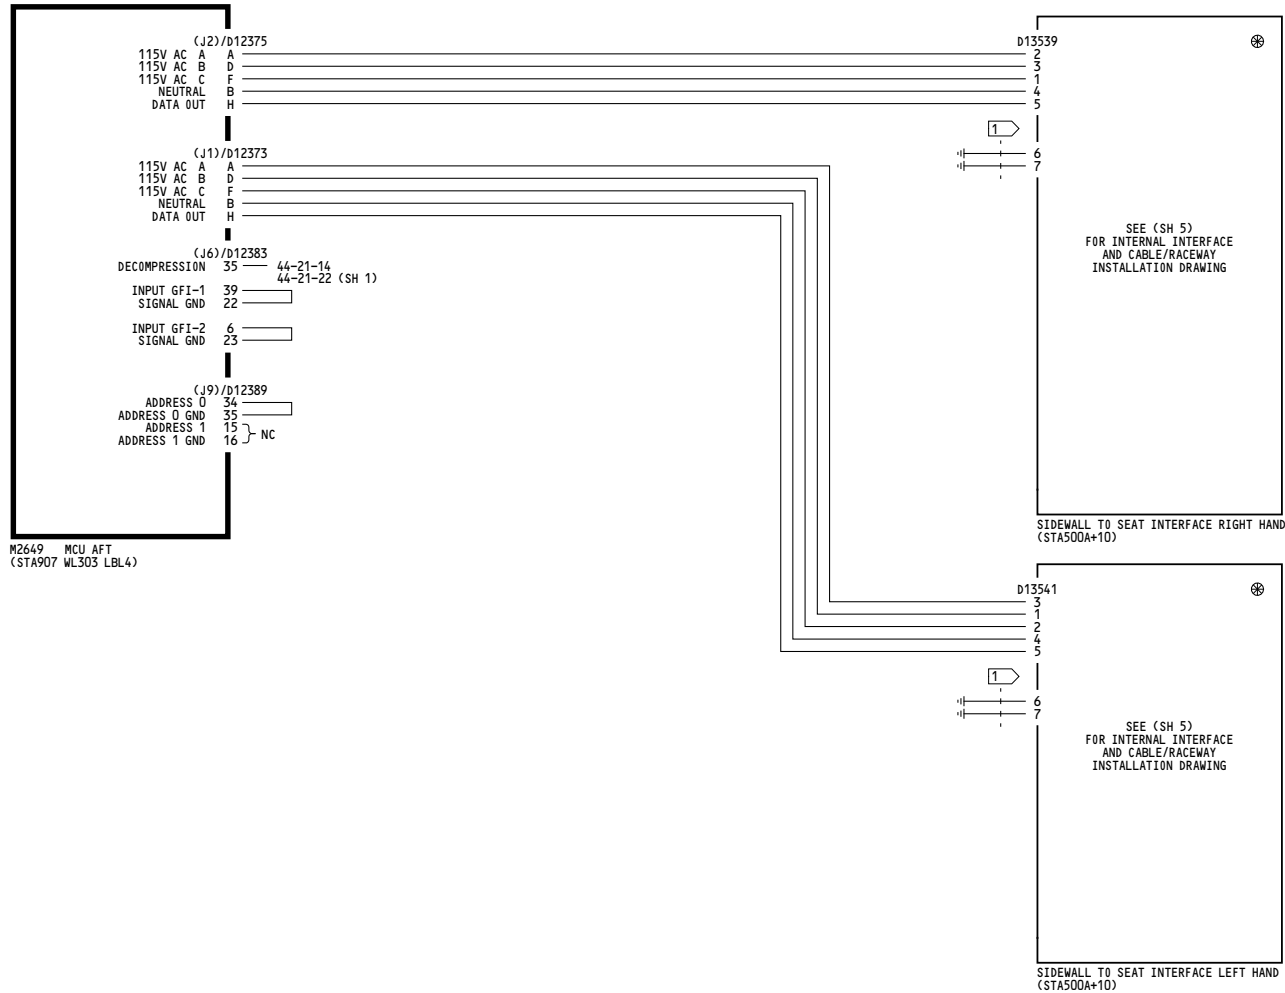 (J2)/D12375
115V AC A A
115V AC B D
115V AC C F
NEUTRAL B
DATA OUT H
(J1)/D12373
115V AC A A
115V AC B D
115V AC C F
NEUTRAL B
DATA OUT H
(J6)/D12383
DECOMPRESSION 35 44-21-14
44-21-22 (SH 1)
INPUT GFI-1 39
SIGNAL GND 22
INPUT GFI-2 6
SIGNAL GND 23
(J9)/D12389
ADDRESS 0 34
ADDRESS 0 GND 35
ADDRESS 1 15
ADDRESS 1 GND 16
NC
M2649 MCU AFT
(STA907 WL303 LBL4)
D13539
2
3
1
4
5
1
6
7
SEE (SH 5)
FOR INTERNAL INTERFACE
AND CABLE/RACEWAY
INSTALLATION DRAWING
SIDEWALL TO SEAT INTERFACE RIGHT HAND
(STA500A+10)
D13541
3
1
2
4
5
1
6
7
SEE (SH 5)
FOR INTERNAL INTERFACE
AND CABLE/RACEWAY
INSTALLATION DRAWING
SIDEWALL TO SEAT INTERFACE LEFT HAND
(STA500A+10)